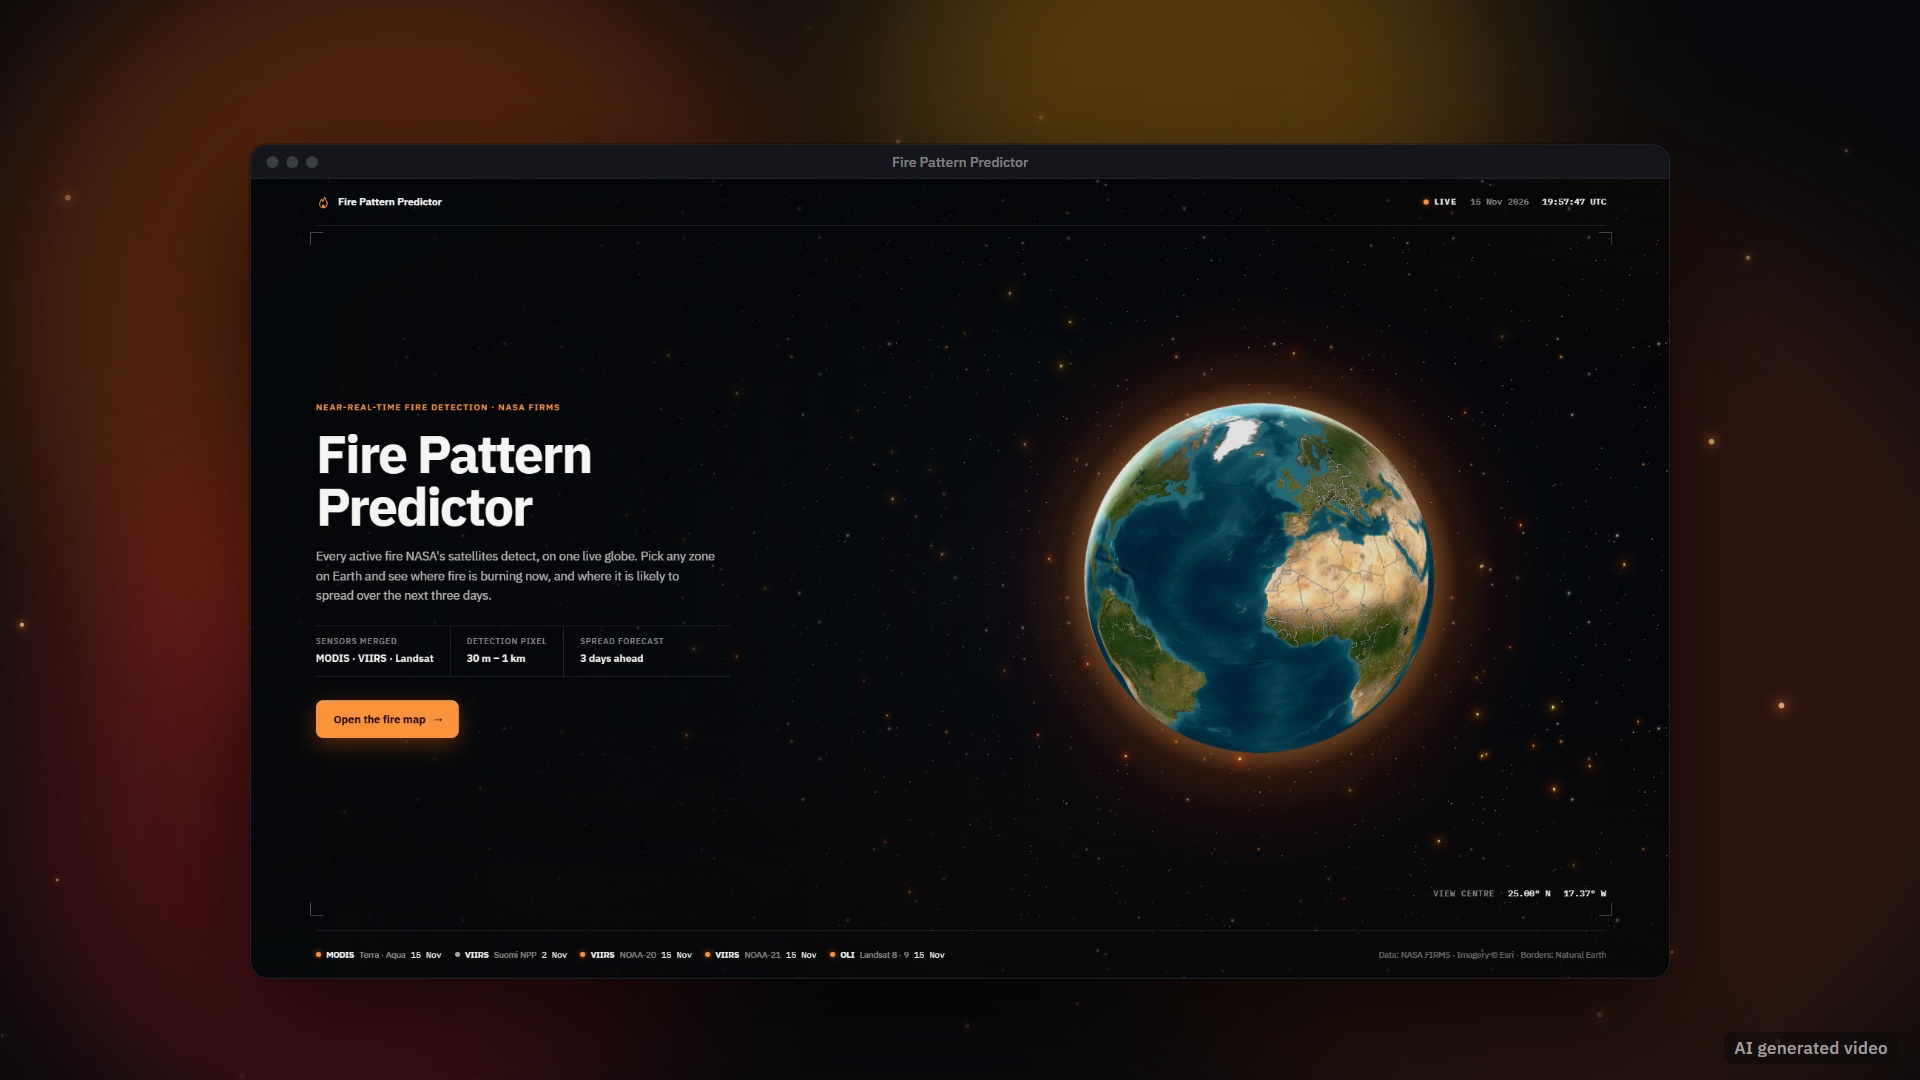 Fire Pattern Predictor
Fire Pattern Predictor
LIVE 15 Nov 2026 19:57:47 UTC
NEAR-REAL-TIME FIRE DETECTION · NASA FIRMS
Fire Pattern
Predictor
Every active fire NASA's satellites detect, on one live globe. Pick any zone
on Earth and see where fire is burning now, and where it is likely to
spread over the next three days.
SENSORS MERGED
MODIS · VIIRS · Landsat
DETECTION PIXEL
30 m – 1 km
SPREAD FORECAST
3 days ahead
Open the fire map →
VIEW CENTRE 25.00° N 17.37° W
MODIS Terra · Aqua 15 Nov VIIRS Suomi NPP 2 Nov VIIRS NOAA-20 15 Nov VIIRS NOAA-21 15 Nov OLI Landsat 8 · 9 15 Nov
Data: NASA FIRMS · Imagery © Esri · Borders: Natural Earth
AI generated video